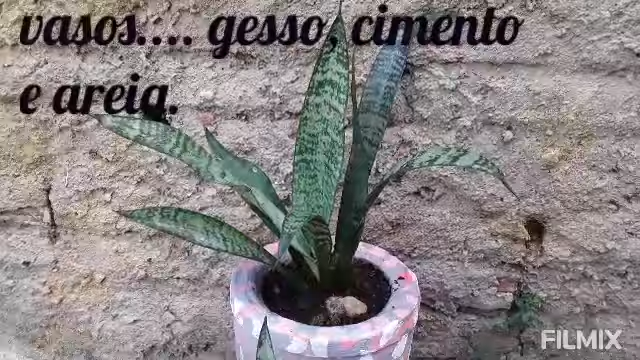 vasos.... gesso, cimento
e areia.
FILMIX